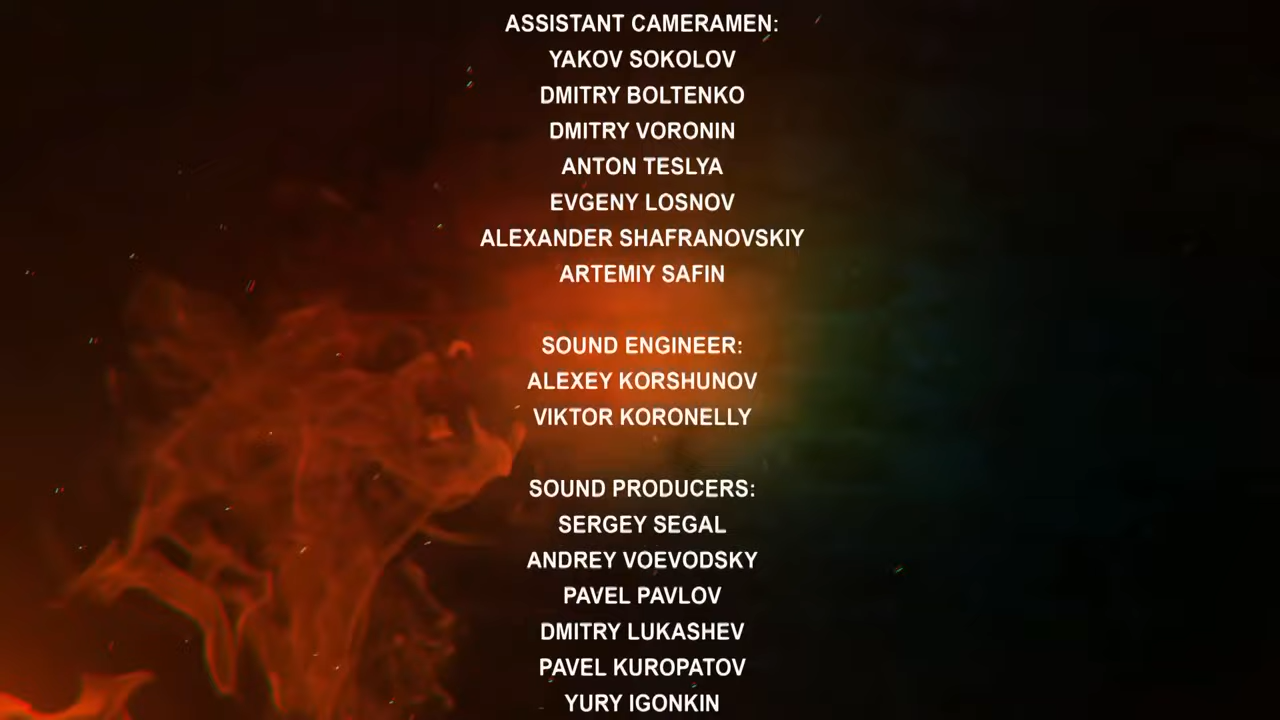 ASSISTANT CAMERAMEN:
YAKOV SOKOLOV
DMITRY BOLTENKO
DMITRY VORONIN
ANTON TESLYA
EVGENY LOSNOV
ALEXANDER SHAFRANOVSKIY
ARTEMIY SAFIN
SOUND ENGINEER:
ALEXEY KORSHUNOV
VIKTOR KORONELLY
SOUND PRODUCERS:
SERGEY SEGAL
ANDREY VOEVODSKY
PAVEL PAVLOV
DMITRY LUKASHEV
PAVEL KUROPATOV
YURY IGONKIN